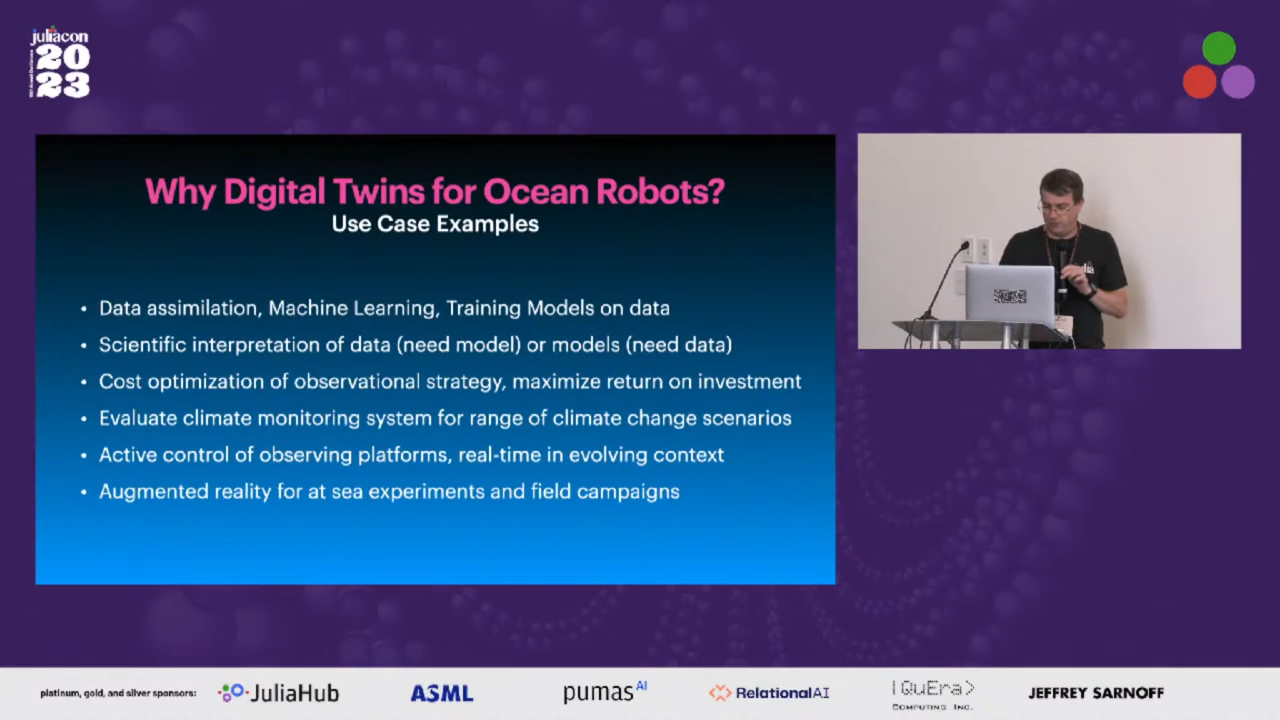 juliacon
20
23
Why Digital Twins for Ocean Robots?
Use Case Examples
• Data assimilation, Machine Learning, Training Models on data
• Scientific interpretation of data (need model) or models (need data)
• Cost optimization of observational strategy, maximize return on investment
• Evaluate climate monitoring system for range of climate change scenarios
• Active control of observing platforms, real-time in evolving context
• Augmented reality for at sea experiments and field campaigns
platinum, gold, and silver sponsors:
JuliaHub
ASML
pumas AI
RelationalAI
|QuEra>
Computing Inc.
JEFFREY SARNOFF